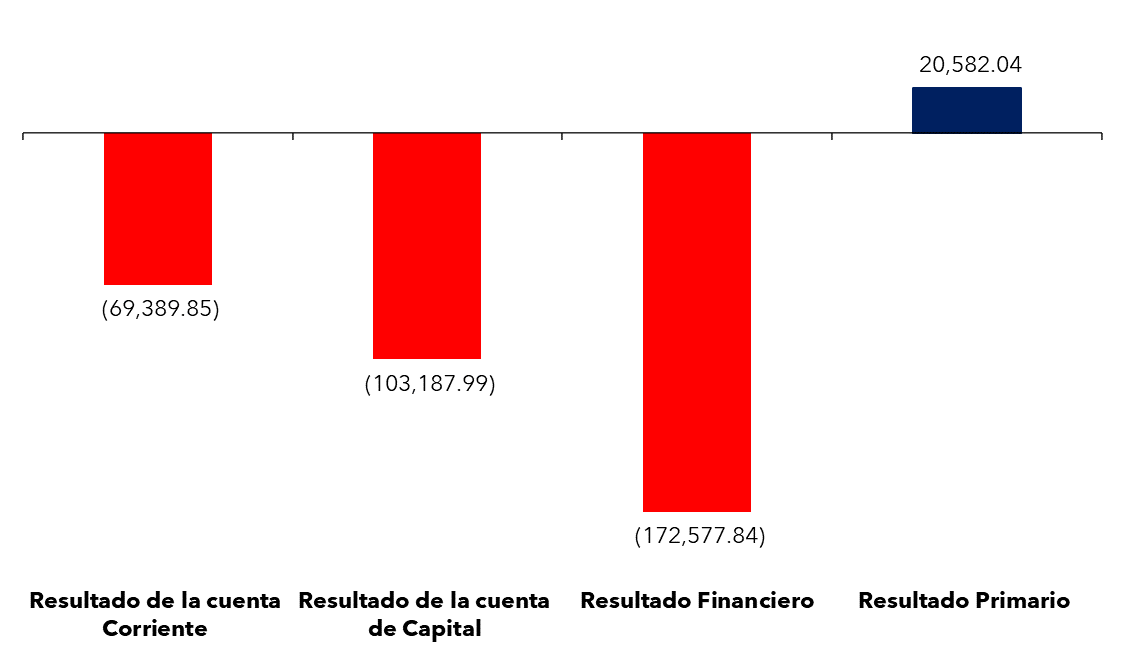 20,582.04
(69,389.85)
(103,187.99)
(172,577.84)
Resultado de la cuenta Corriente
Resultado de la cuenta de Capital
Resultado Financiero
Resultado Primario